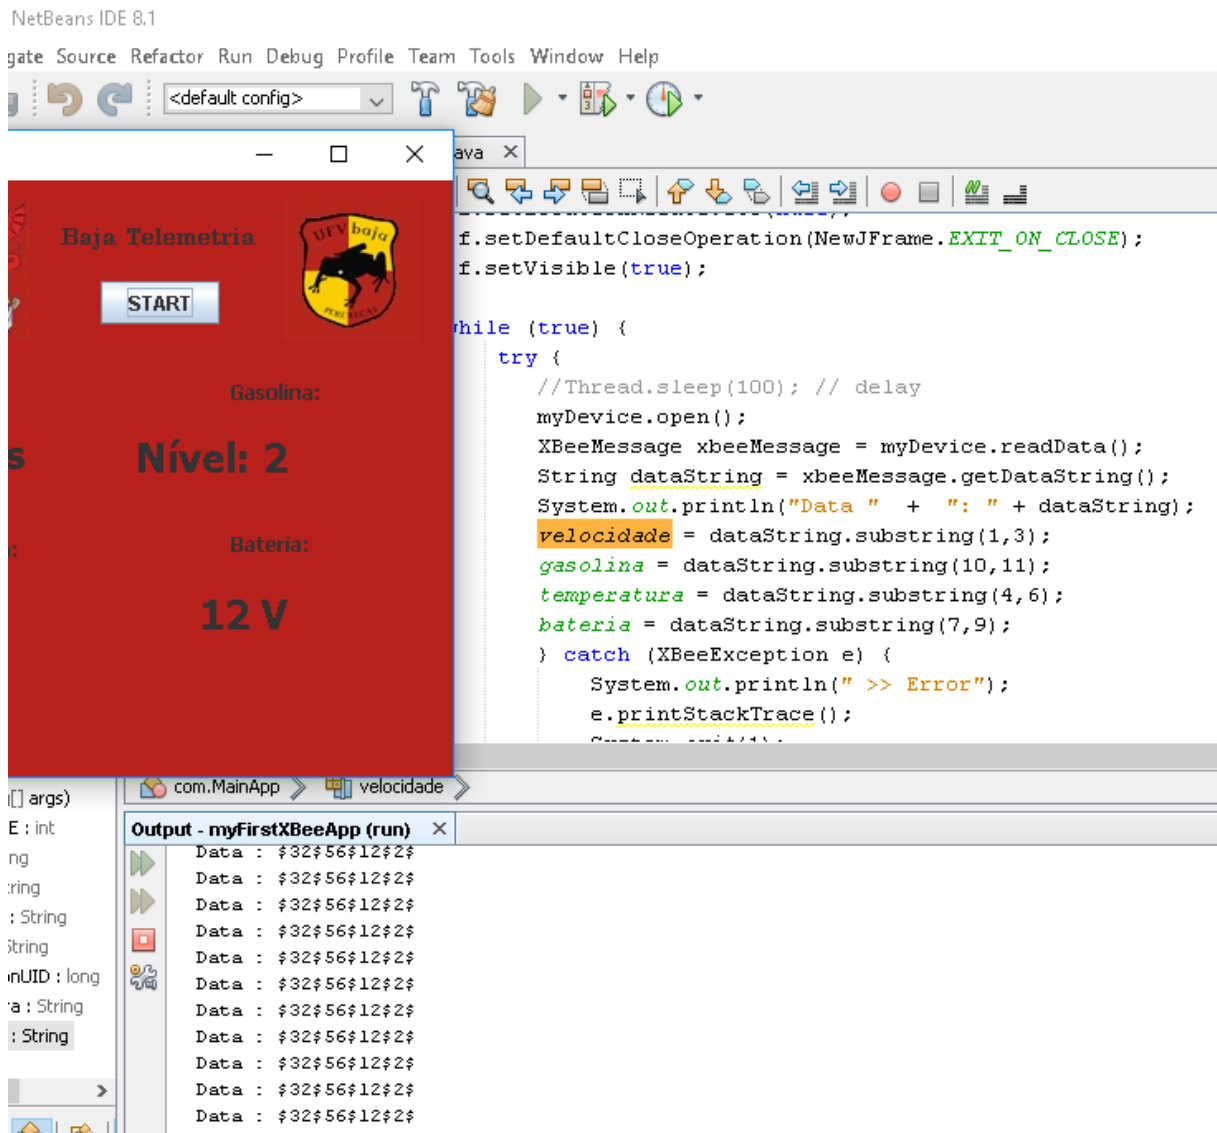 NetBeans IDE 8.1
gate Source Refactor Run Debug Profile Team Tools Window Help
<default config>
ava
Baja Telemetria
UFV baja
START
Gasolina:
s
Nível: 2
Bateria:
12 V
f.setDefaultCloseOperation(NewJFrame.EXIT_ON_CLOSE);
f.setVisible(true);
while (true) {
try {
//Thread.sleep(100); // delay
myDevice.open();
XBeeMessage xbeeMessage = myDevice.readData();
String dataString = xbeeMessage.getDataString();
System.out.println("Data " + ": " + dataString);
velocidade = dataString.substring(1,3);
gasolina = dataString.substring(10,11);
temperatura = dataString.substring(4,6);
bateria = dataString.substring(7,9);
} catch (XBeeException e) {
System.out.println(" >> Error");
e.printStackTrace();
System.exit(1);
com.MainApp
velocidade
[] args)
E : int
ng
tring
: String
String
onUID : long
ra : String
: String
Output - myFirstXBeeApp (run)
Data : $32$56$12$2$
Data : $32$56$12$2$
Data : $32$56$12$2$
Data : $32$56$12$2$
Data : $32$56$12$2$
Data : $32$56$12$2$
Data : $32$56$12$2$
Data : $32$56$12$2$
Data : $32$56$12$2$
Data : $32$56$12$2$
Data : $32$56$12$2$